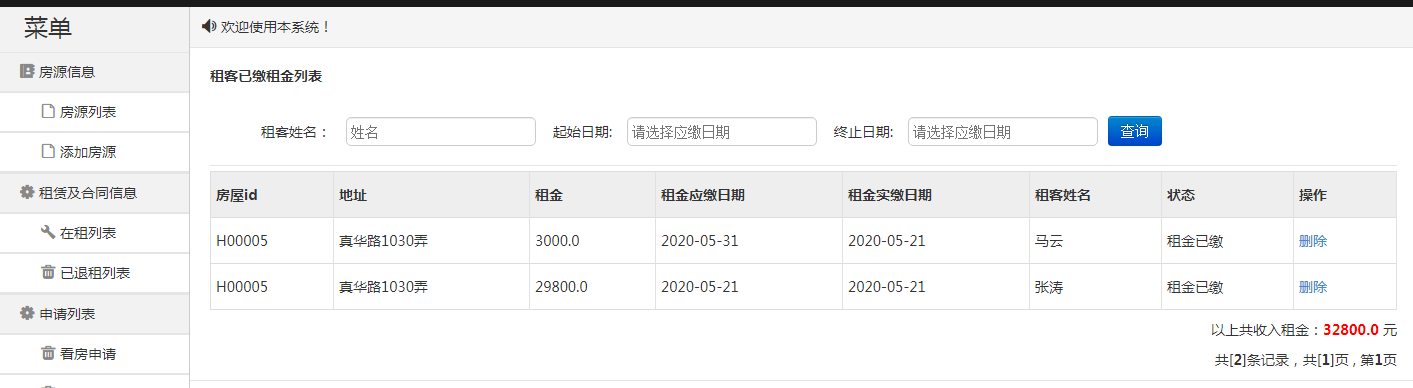 菜单
房源信息
房源列表
添加房源
租赁及合同信息
在租列表
已退租列表
申请列表
看房申请
欢迎使用本系统！
租客已缴租金列表
租客姓名： 姓名 起始日期: 请选择应缴日期 终止日期: 请选择应缴日期 查询
房屋id 地址 租金 租金应缴日期 租金实缴日期 租客姓名 状态 操作
H00005 真华路1030弄 3000.0 2020-05-31 2020-05-21 马云 租金已缴 删除
H00005 真华路1030弄 29800.0 2020-05-21 2020-05-21 张涛 租金已缴 删除
以上共收入租金：32800.0 元
共[2]条记录，共[1]页，第1页